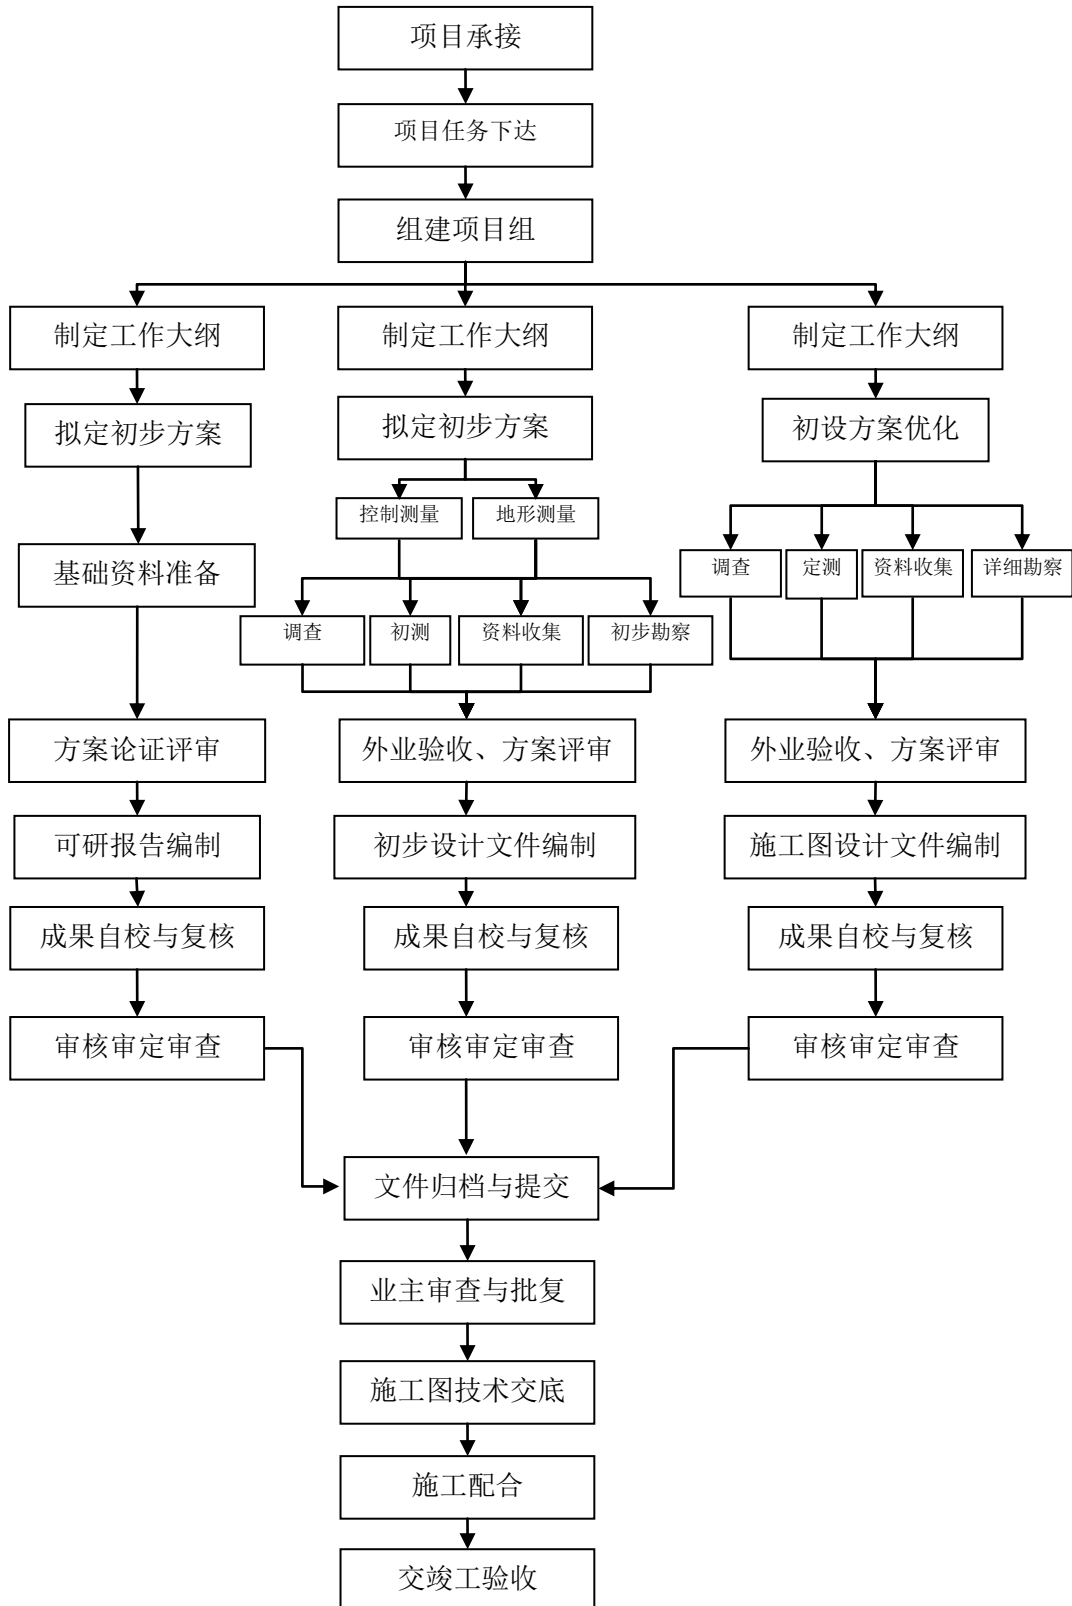 项目承接
项目任务下达
组建项目组
制定工作大纲
制定工作大纲
制定工作大纲
拟定初步方案
拟定初步方案
初设方案优化
控制测量
地形测量
基础资料准备
调查
定测
资料收集
详细勘察
调查
初测
资料收集
初步勘察
方案论证评审
外业验收、方案评审
外业验收、方案评审
可研报告编制
初步设计文件编制
施工图设计文件编制
成果自校与复核
成果自校与复核
成果自校与复核
审核审定审查
审核审定审查
审核审定审查
文件归档与提交
业主审查与批复
施工图技术交底
施工配合
交竣工验收